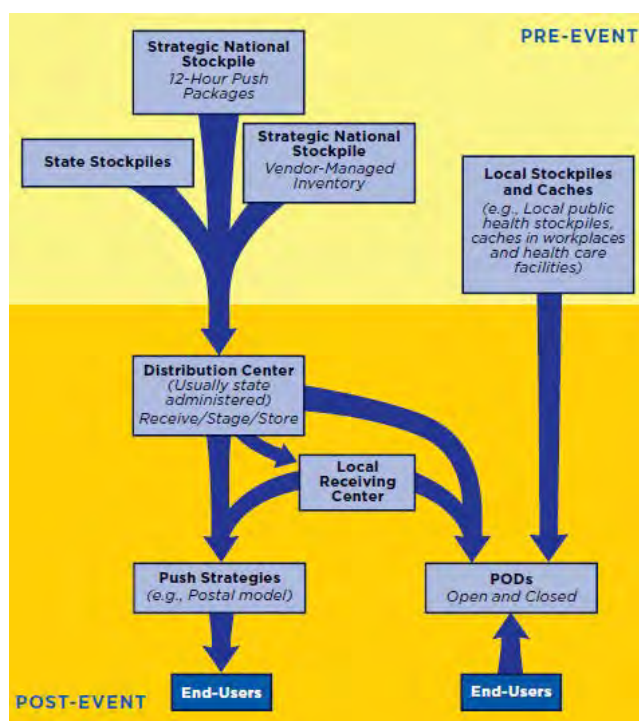 PRE-EVENT
Strategic National
Stockpile
12-Hour Push
Packages
State Stockpiles
Strategic National
Stockpile
Vendor-Managed
Inventory
Local Stockpiles
and Caches
(e.g., Local public
health stockpiles,
caches in workplaces
and health care
facilities)
Distribution Center
(Usually state
administered)
Receive/Stage/Store
Local
Receiving
Center
Push Strategies
(e.g., Postal model)
PODs
Open and Closed
End-Users
End-Users
POST-EVENT